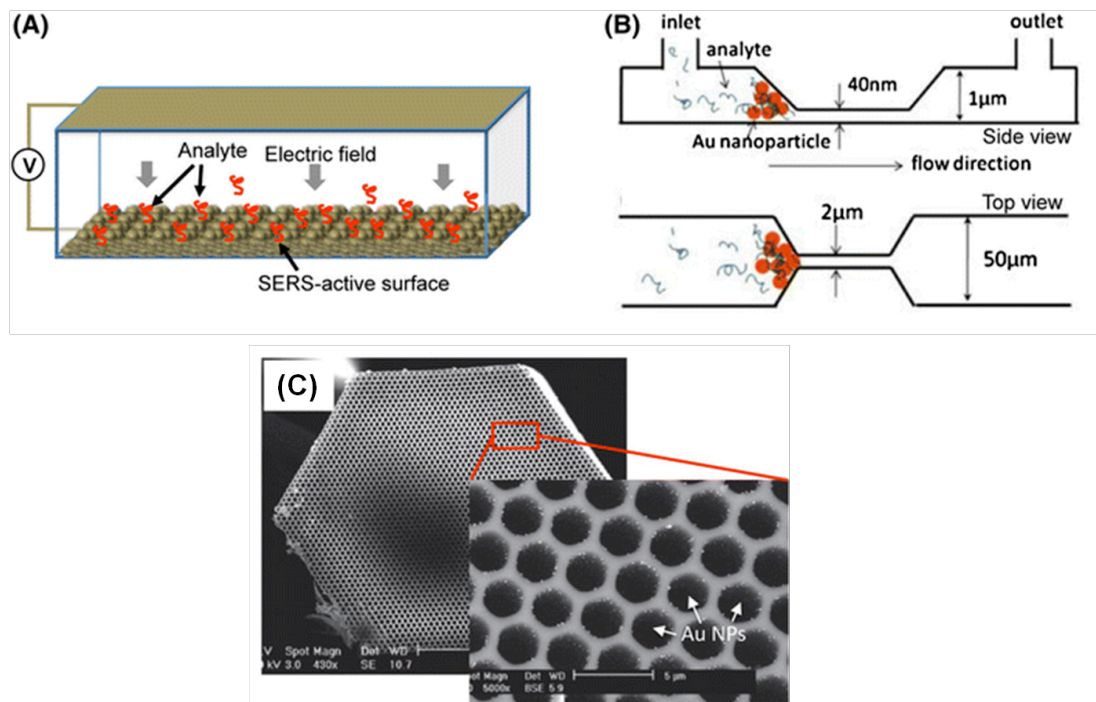 (A)
V
Analyte
Electric field
SERS-active surface
(B)
inlet
outlet
analyte
40nm
1µm
Au nanoparticle
Side view
flow direction
Top view
2µm
50µm
(C)
V Spot Magn Det WD
kV 3.0 430x SE 10.7
Au NPs
ot Magn Det WD
0 5000x BSE 5.9
5 µm